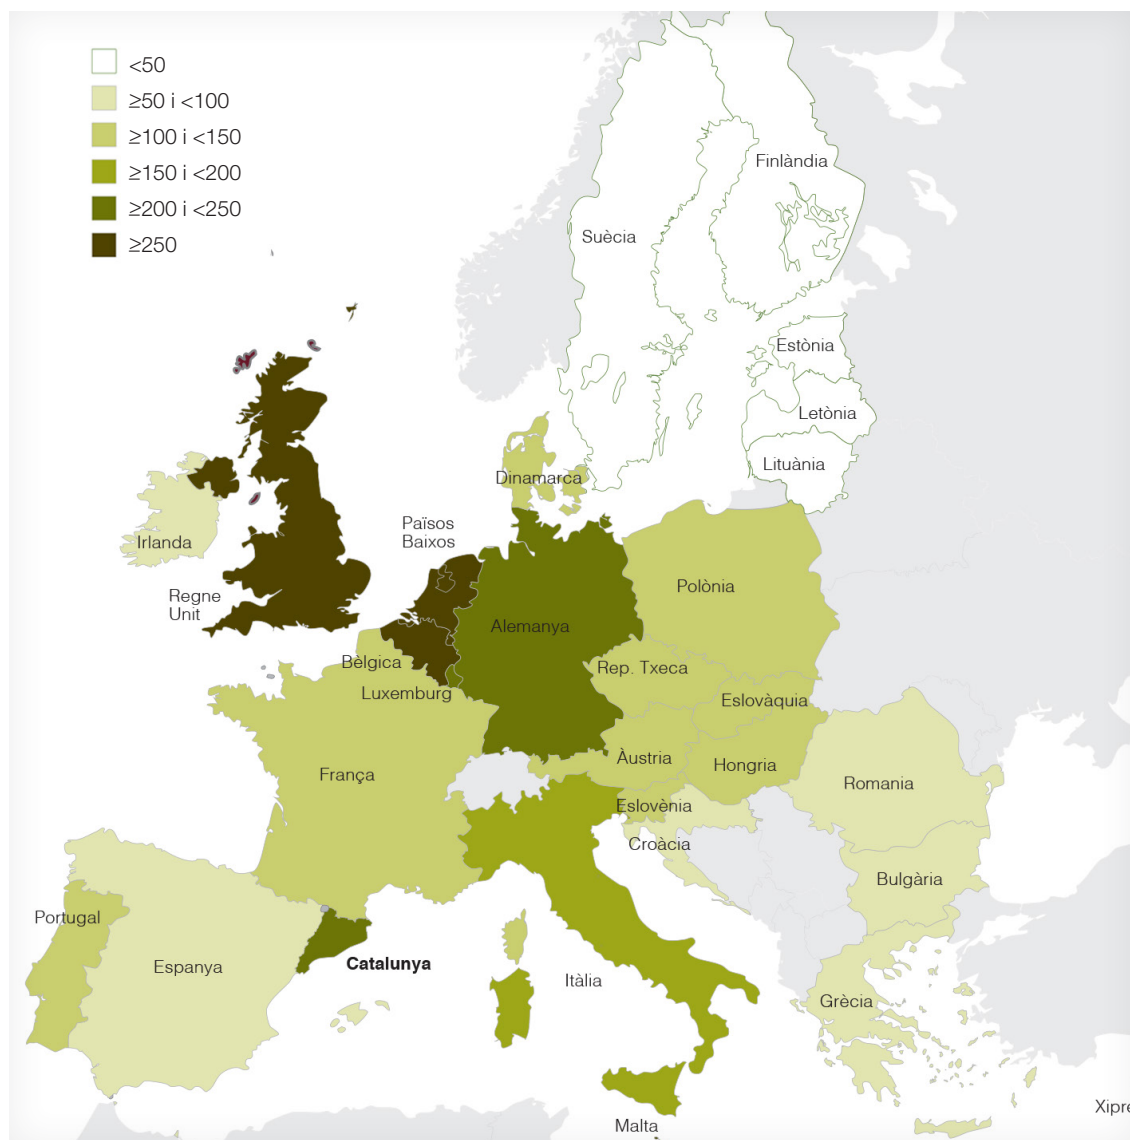 <50
≥50 i <100
≥100 i <150
≥150 i <200
≥200 i <250
≥250
Finlàndia
Suècia
Estònia
Letònia
Lituània
Dinamarca
Països
Baixos
Irlanda
Regne
Unit
Polònia
Alemanya
Bèlgica
Rep. Txeca
Luxemburg
Eslovàquia
Àustria
Hongria
França
Romania
Eslovènia
Croàcia
Bulgària
Portugal
Espanya
Catalunya
Itàlia
Grècia
Xipre
Malta